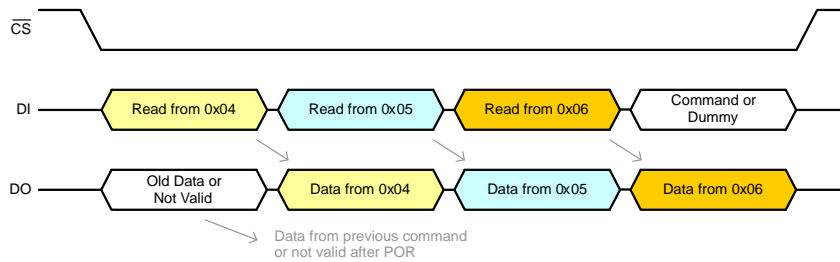 CS
DI
Read from 0x04
Read from 0x05
Read from 0x06
Command or
Dummy
DO
Old Data or
Not Valid
Data from 0x04
Data from 0x05
Data from 0x06
Data from previous command
or not valid after POR